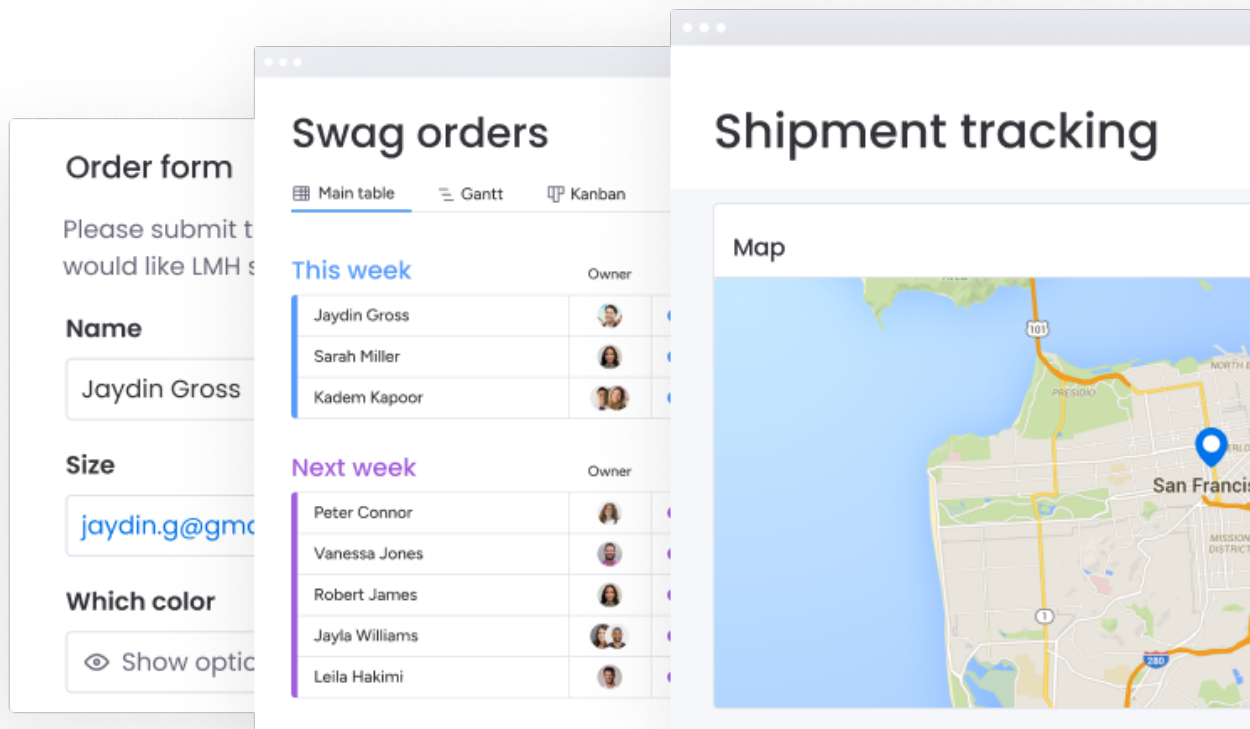 Order form
Please submit t
would like LMH s
Name
Jaydin Gross
Size
jaydin.g@gma
Which color
Show optio
Swag orders
Main table Gantt Kanban
This week Owner
Jaydin Gross
Sarah Miller
Kadem Kapoor
Next week Owner
Peter Connor
Vanessa Jones
Robert James
Jayla Williams
Leila Hakimi
Shipment tracking
Map
101
NORTH B
PRESIDIO
San Francis
MISSION
DISTRICT
1
280